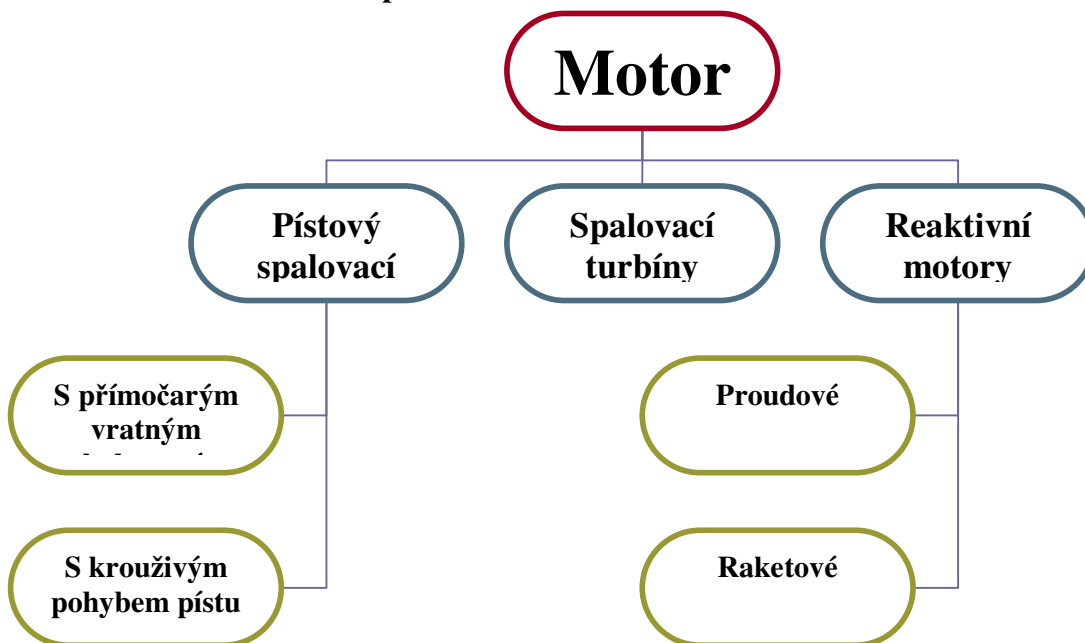 Motor
Pístový
spalovací
Spalovací
turbíny
Reaktivní
motory
S přímočarým
vratným
Proudové
S krouživým
pohybem pístu
Raketové